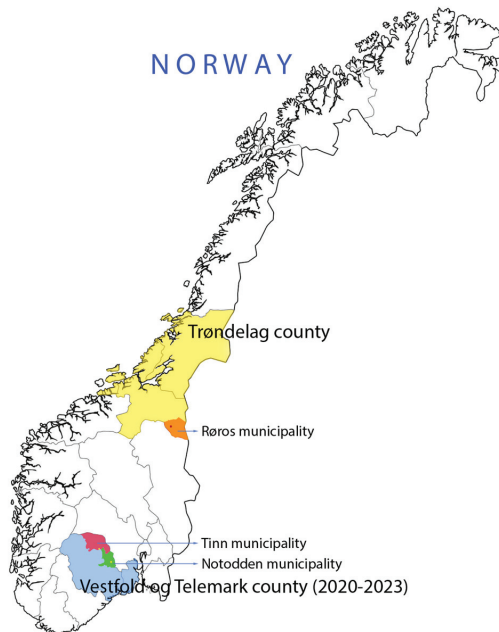 NORWAY
Trøndelag county
Røros municipality
Tinn municipality
Notodden municipality
Vestfold og Telemark county (2020-2023)